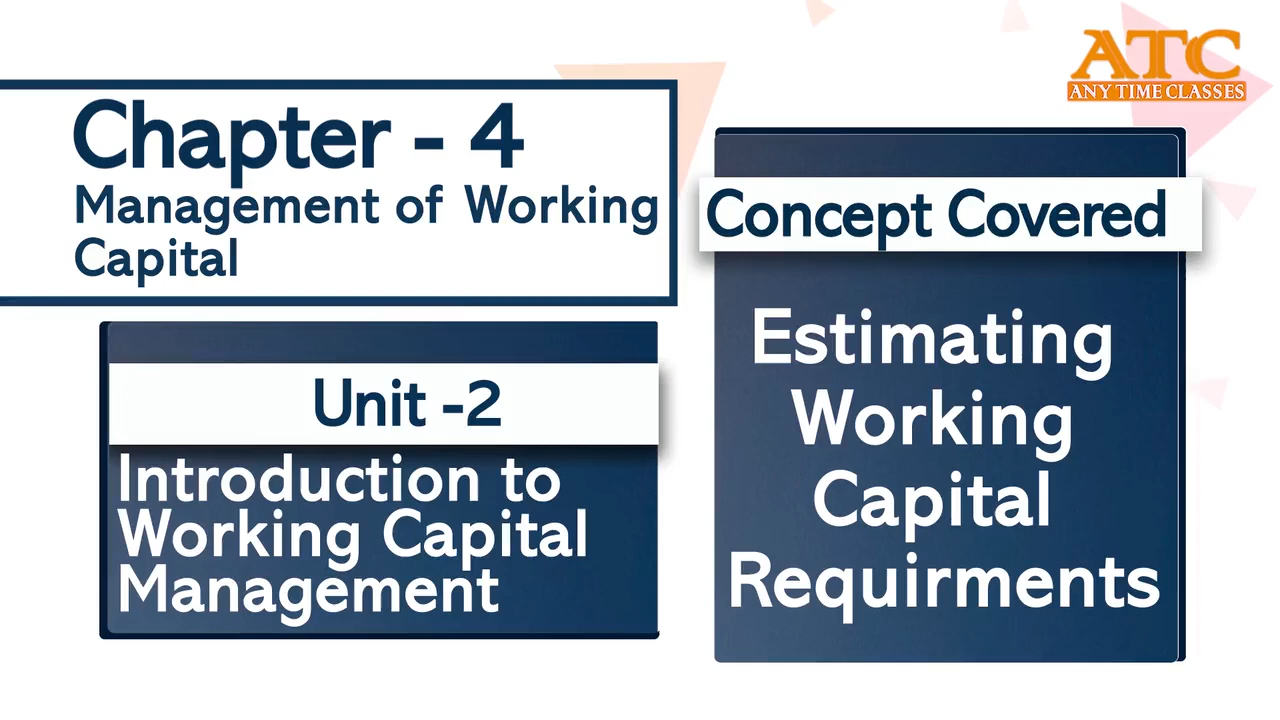 ATC
ANY TIME CLASSES
Chapter - 4
Management of Working
Capital
Unit -2
Introduction to
Working Capital
Management
Concept Covered
Estimating
Working
Capital
Requirments